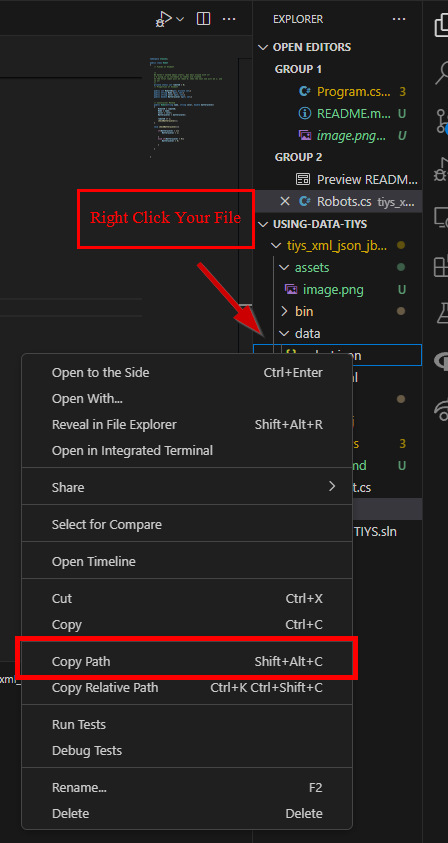 EXPLORER
OPEN EDITORS
GROUP 1
C# Program.cs... 3
README.m... U
image.png... U
GROUP 2
Preview README...
C# Robots.cs tiys_x...
Right Click Your File
USING-DATA-TIYS
tiys_xml_json_jb...
assets
image.png
bin
data
Open to the Side Ctrl+Enter
Open With...
Reveal in File Explorer Shift+Alt+R
Open in Integrated Terminal
Share
Select for Compare
Open Timeline
Cut Ctrl+X
Copy Ctrl+C
Copy Path Shift+Alt+C
Copy Relative Path Ctrl+K Ctrl+Shift+C
Run Tests
Debug Tests
Rename... F2
Delete Delete
3
U
TIYS.sln